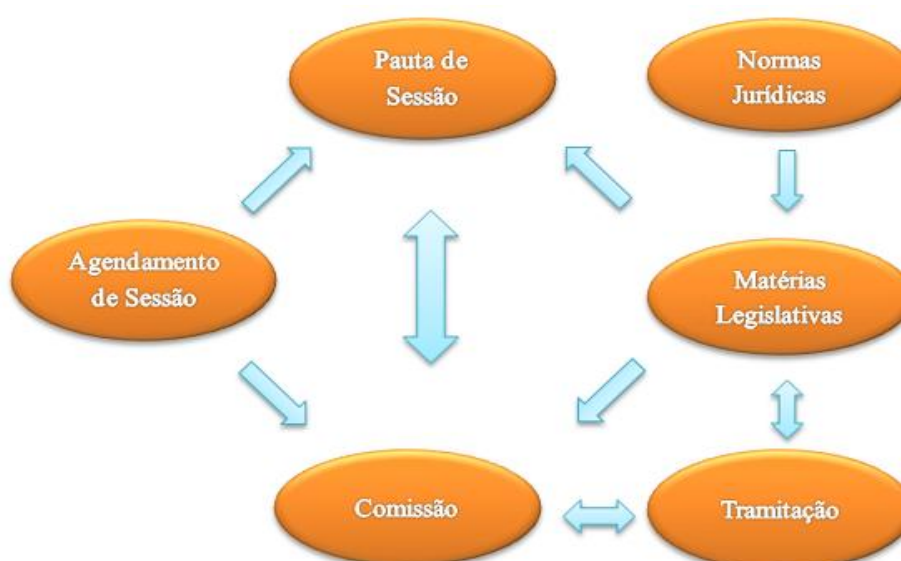 Pauta de
Sessão
Normas
Jurídicas
Agendamento
de Sessão
Matérias
Legislativas
Comissão
Tramitação